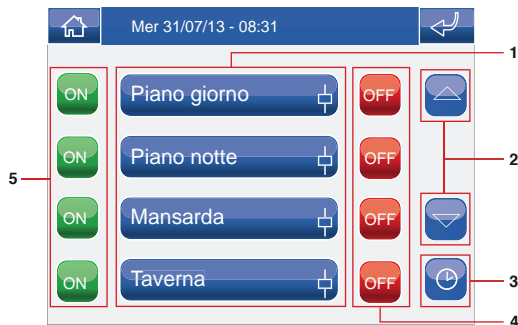 Mer 31/07/13 - 08:31
1
ON Piano giorno OFF
ON Piano notte OFF
2
5
ON Mansarda OFF
ON Taverna OFF
3
4